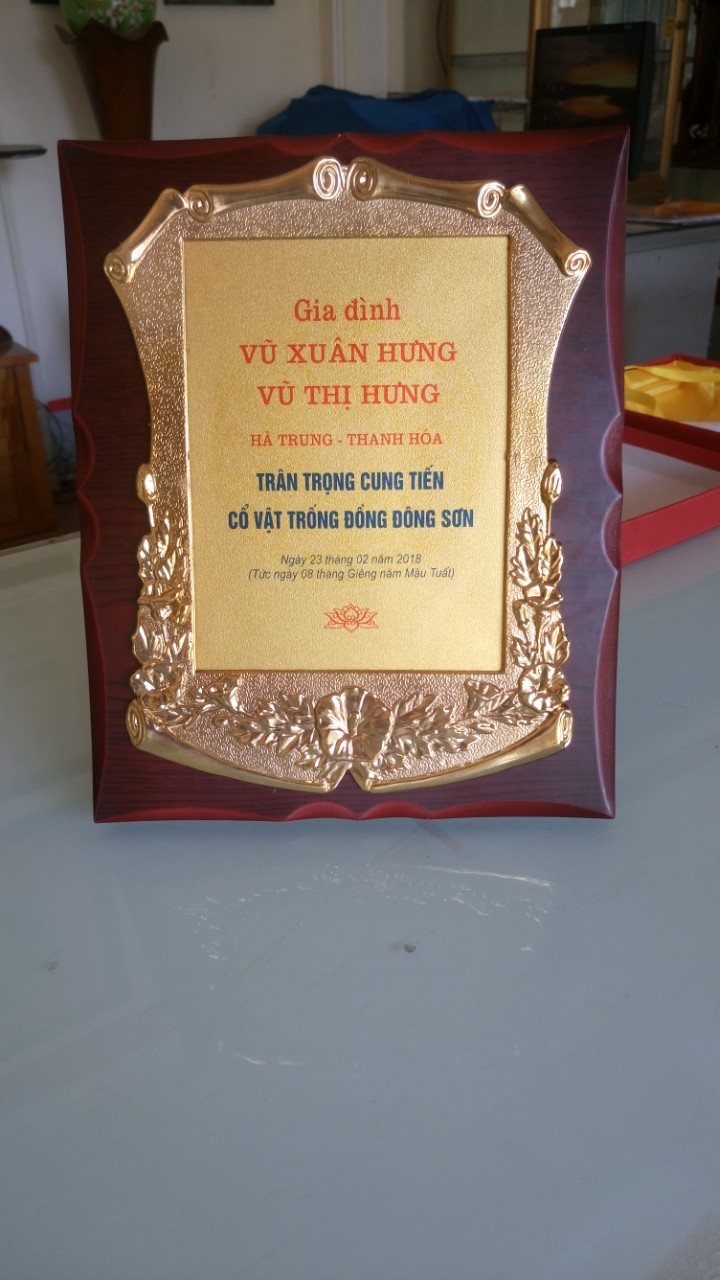 Gia đình
VŨ XUÂN HƯNG
VŨ THỊ HƯNG
HÀ TRUNG - THANH HÓA
TRÂN TRỌNG CUNG TIẾN
CỔ VẬT TRỐNG ĐỒNG ĐÔNG SƠN
Ngày 23 tháng 02 năm 2018
(Tức ngày 08 tháng Giêng năm Mậu Tuất)